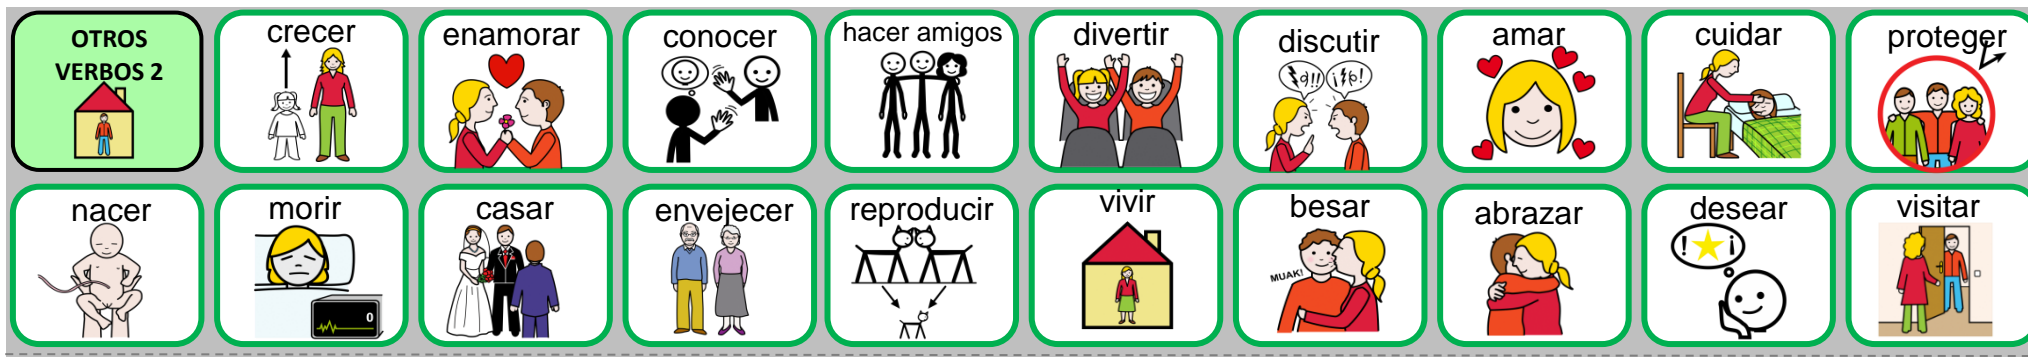 OTROS
VERBOS 2
crecer
enamorar
conocer
hacer amigos
divertir
discutir
amar
cuidar
proteger
nacer
morir
0
casar
envejecer
reproducir
vivir
besar
MUAK!
abrazar
desear
visitar